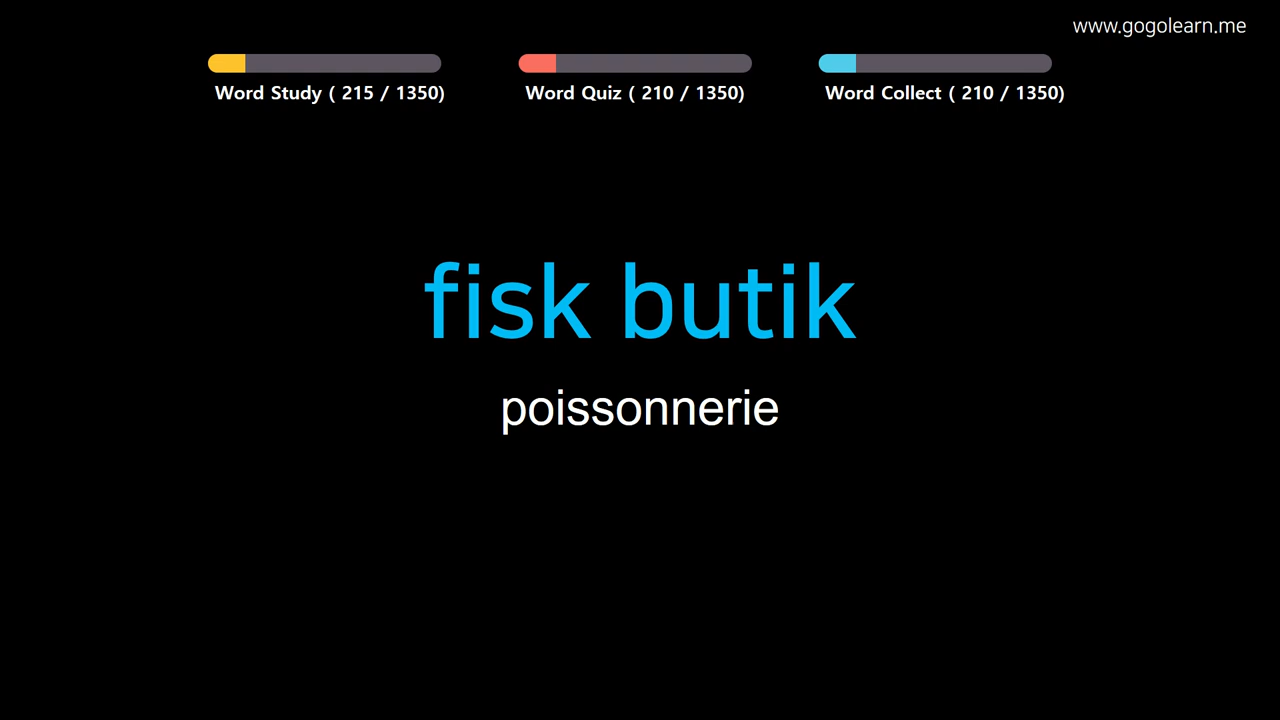 www.gogolearn.me
Word Study ( 215 / 1350)
Word Quiz ( 210 / 1350)
Word Collect ( 210 / 1350)
fisk butik
poissonnerie